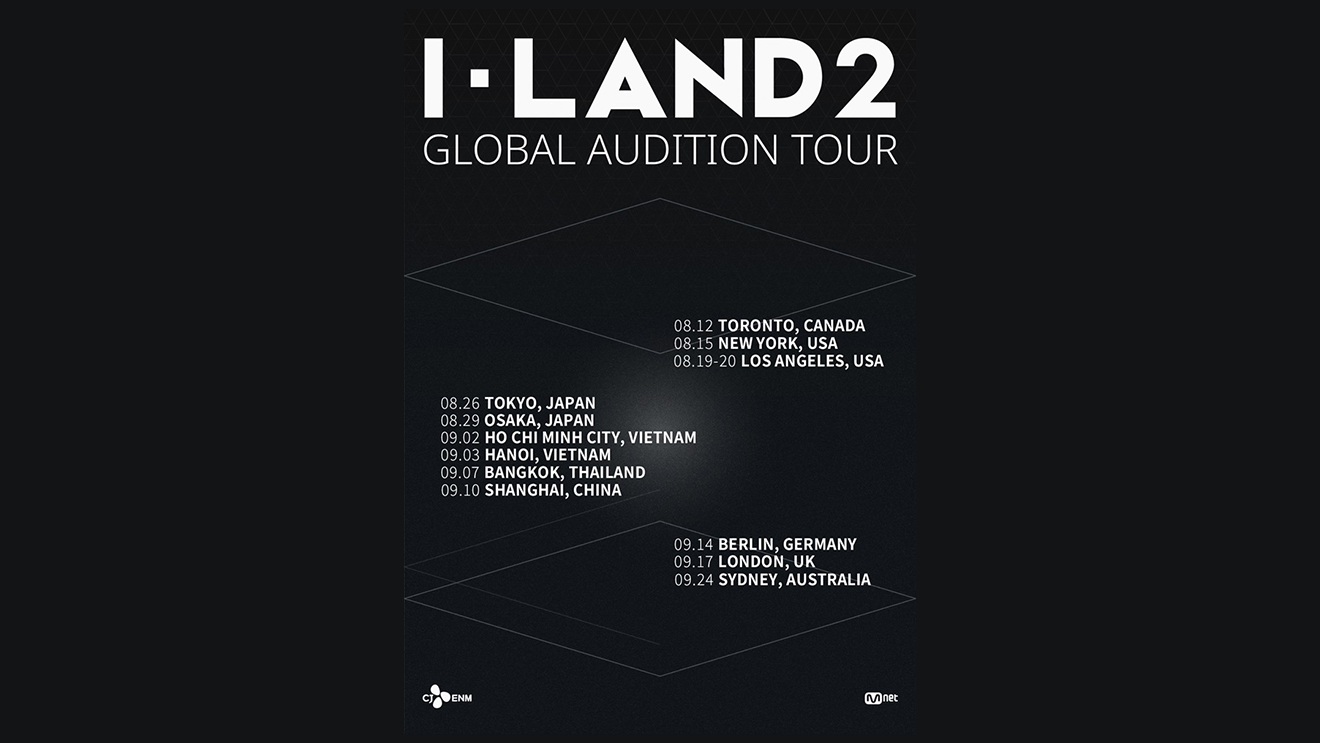 I·LAND2
GLOBAL AUDITION TOUR
08.12 TORONTO, CANADA
08.15 NEW YORK, USA
08.19-20 LOS ANGELES, USA
08.26 TOKYO, JAPAN
08.29 OSAKA, JAPAN
09.02 HO CHI MINH CITY, VIETNAM
09.03 HANOI, VIETNAM
09.07 BANGKOK, THAILAND
09.10 SHANGHAI, CHINA
09.14 BERLIN, GERMANY
09.17 LONDON, UK
09.24 SYDNEY, AUSTRALIA
CJ ENM
Mnet